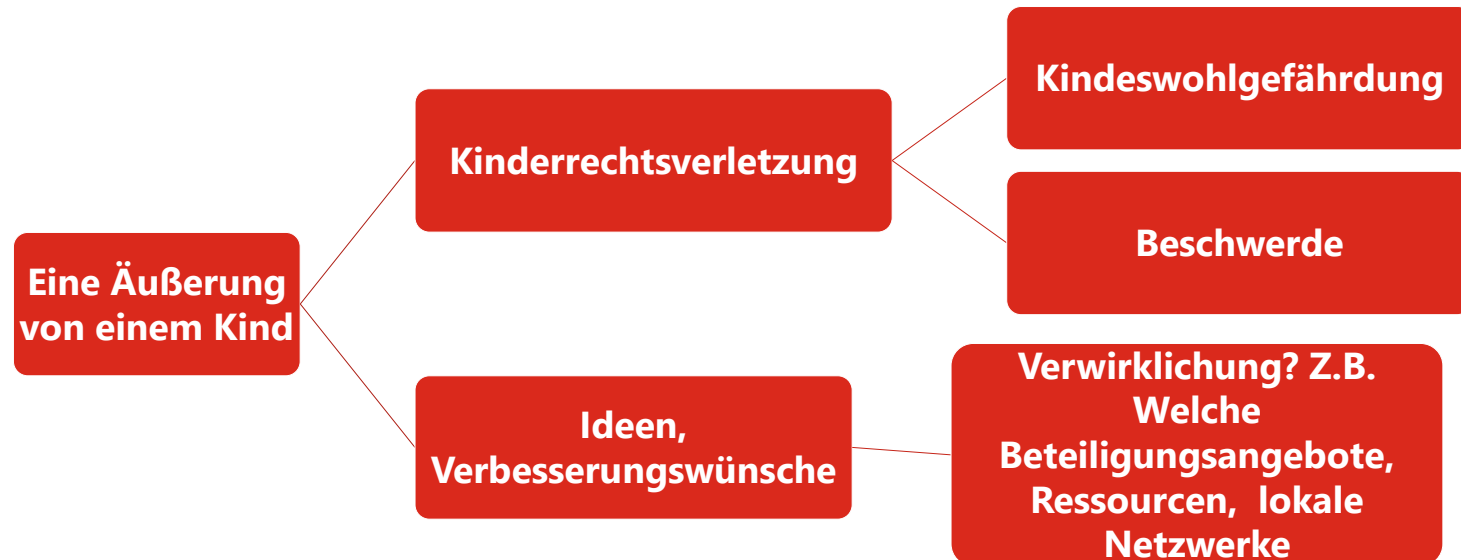 Eine Äußerung
von einem Kind
Kinderrechtsverletzung
Kindeswohlgefährdung
Beschwerde
Ideen,
Verbesserungswünsche
Verwirklichung? Z.B.
Welche
Beteiligungsangebote,
Ressourcen, lokale
Netzwerke